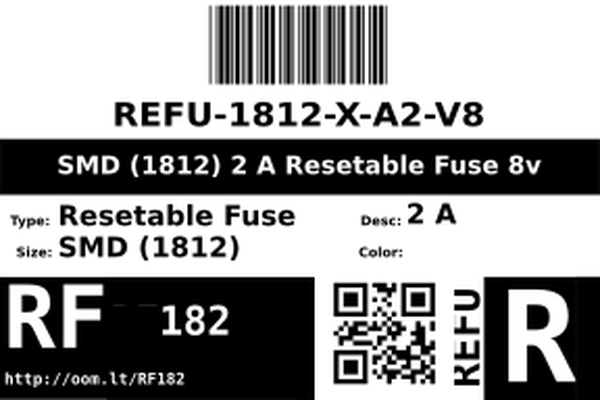 REFU-1812-X-A2-V8
SMD (1812) 2 A Resetable Fuse 8v
Type: Resetable Fuse
Desc: 2 A
Size: SMD (1812)
Color:
RF 182
http://oom.lt/RF182
REFU
R